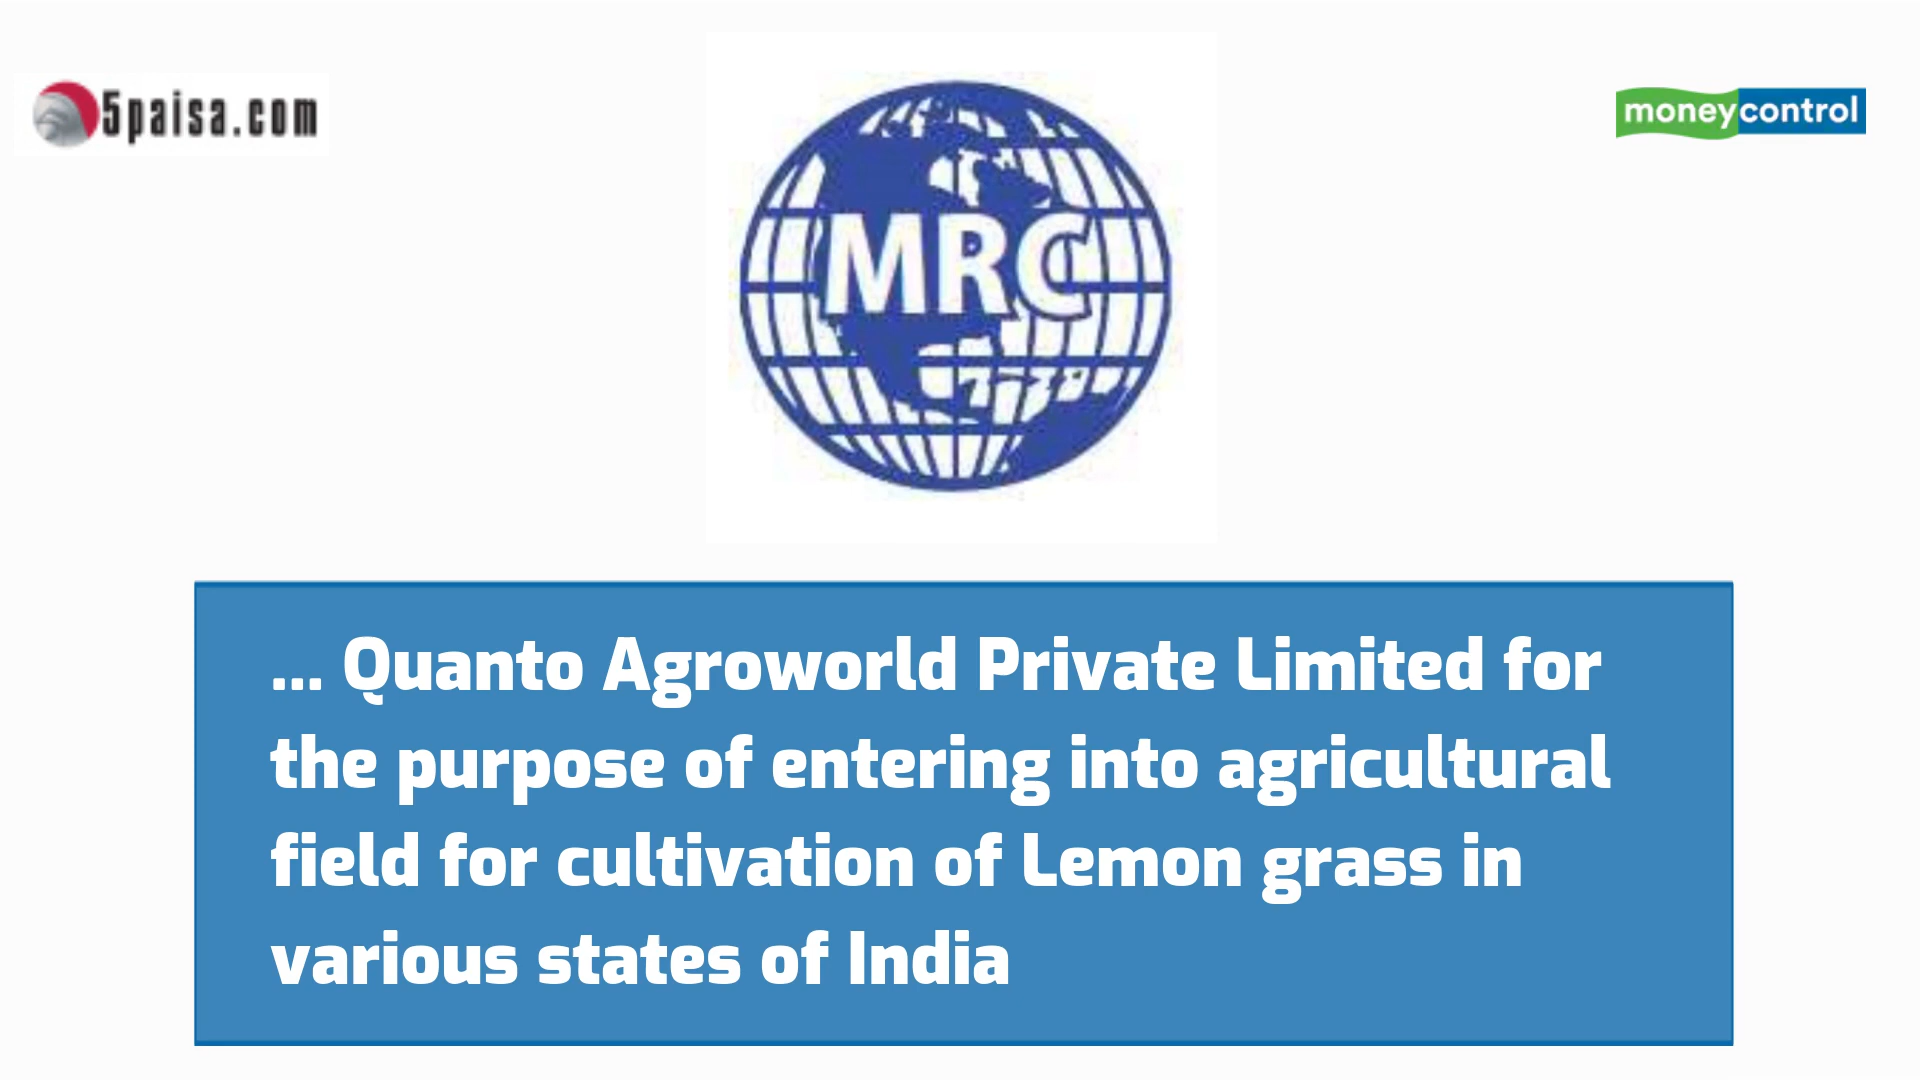 5paisa.com
MRC
moneycontrol
... Quanto Agroworld Private Limited for
the purpose of entering into agricultural
field for cultivation of Lemon grass in
various states of India